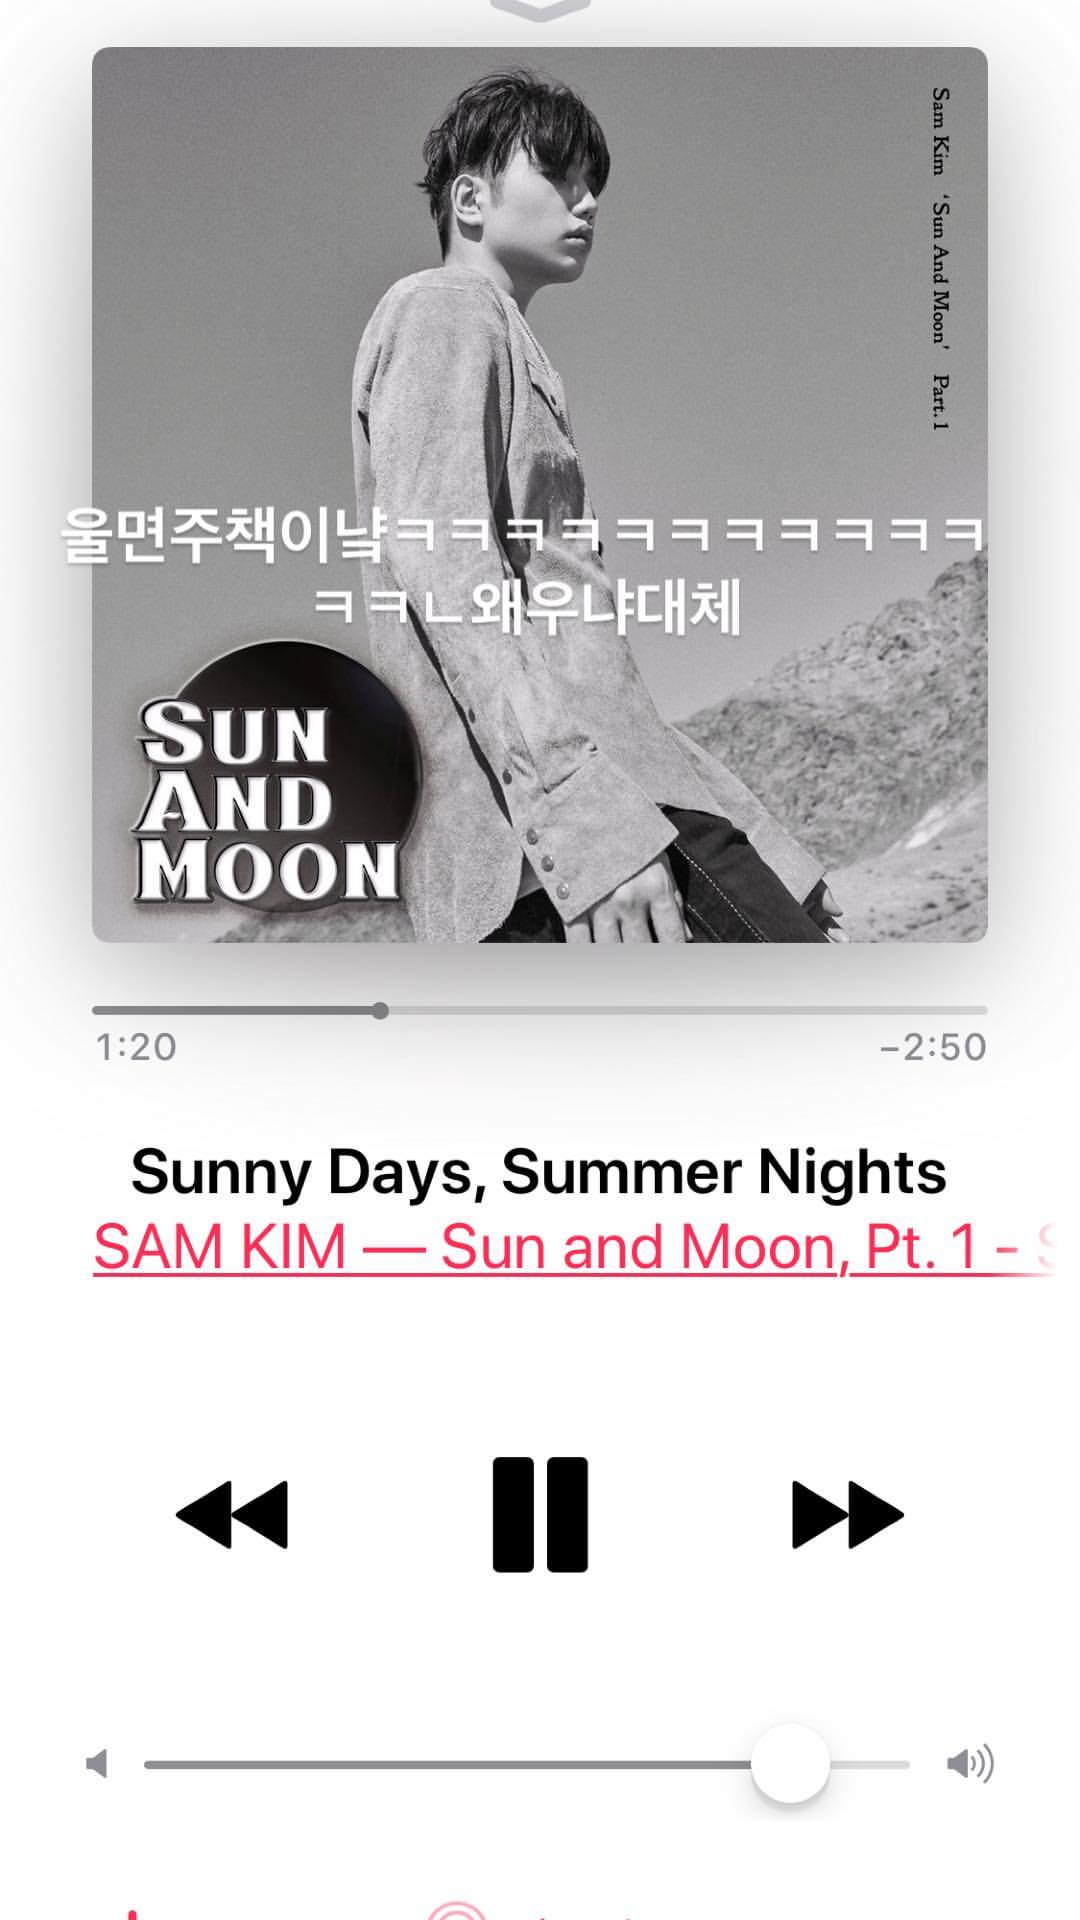 Sam Kim 'Sun And Moon' Part.1
울면주책이냨ㅋㅋㅋㅋㅋㅋㅋㅋㅋㅋㅋ
ㅋㅋㄴ왜우냐대체
SUN
AND
MOON
1:20
−2:50
Sunny Days, Summer Nights
SAM KIM — Sun and Moon, Pt. 1 -